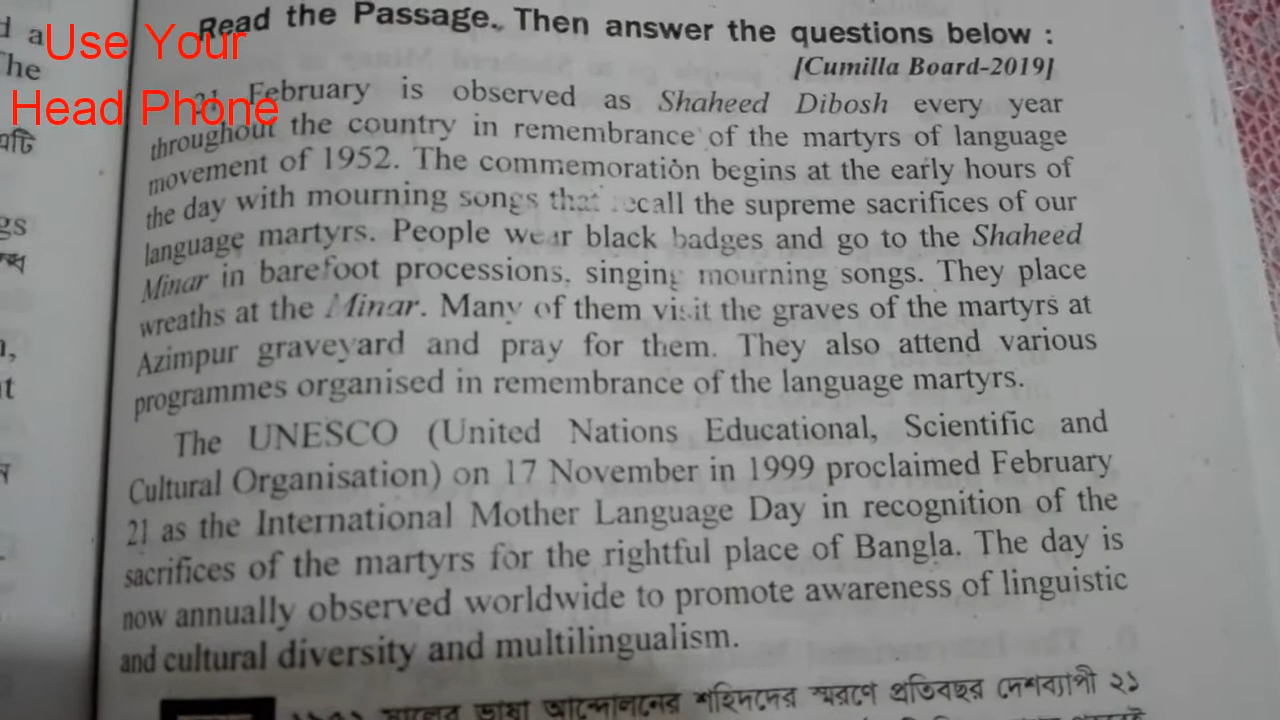 Read the Passage. Then answer the questions below :
Use Your
Head Phone
[Cumilla Board-2019]
21 February is observed as Shaheed Dibosh every year
throughout the country in remembrance of the martyrs of language
movement of 1952. The commemoration begins at the early hours of
the day with mourning songs that recall the supreme sacrifices of our
language martyrs. People wear black badges and go to the Shaheed
Minar in barefoot processions, singing mourning songs. They place
wreaths at the Minar. Many of them visit the graves of the martyrs at
Azimpur graveyard and pray for them. They also attend various
programmes organised in remembrance of the language martyrs.
The UNESCO (United Nations Educational, Scientific and
Cultural Organisation) on 17 November in 1999 proclaimed February
21 as the International Mother Language Day in recognition of the
sacrifices of the martyrs for the rightful place of Bangla. The day is
now annually observed worldwide to promote awareness of linguistic
and cultural diversity and multilingualism.
সালের ভাষা আন্দোলনের শহিদদের স্মরণে প্রতিবছর দেশব্যাপী ২১